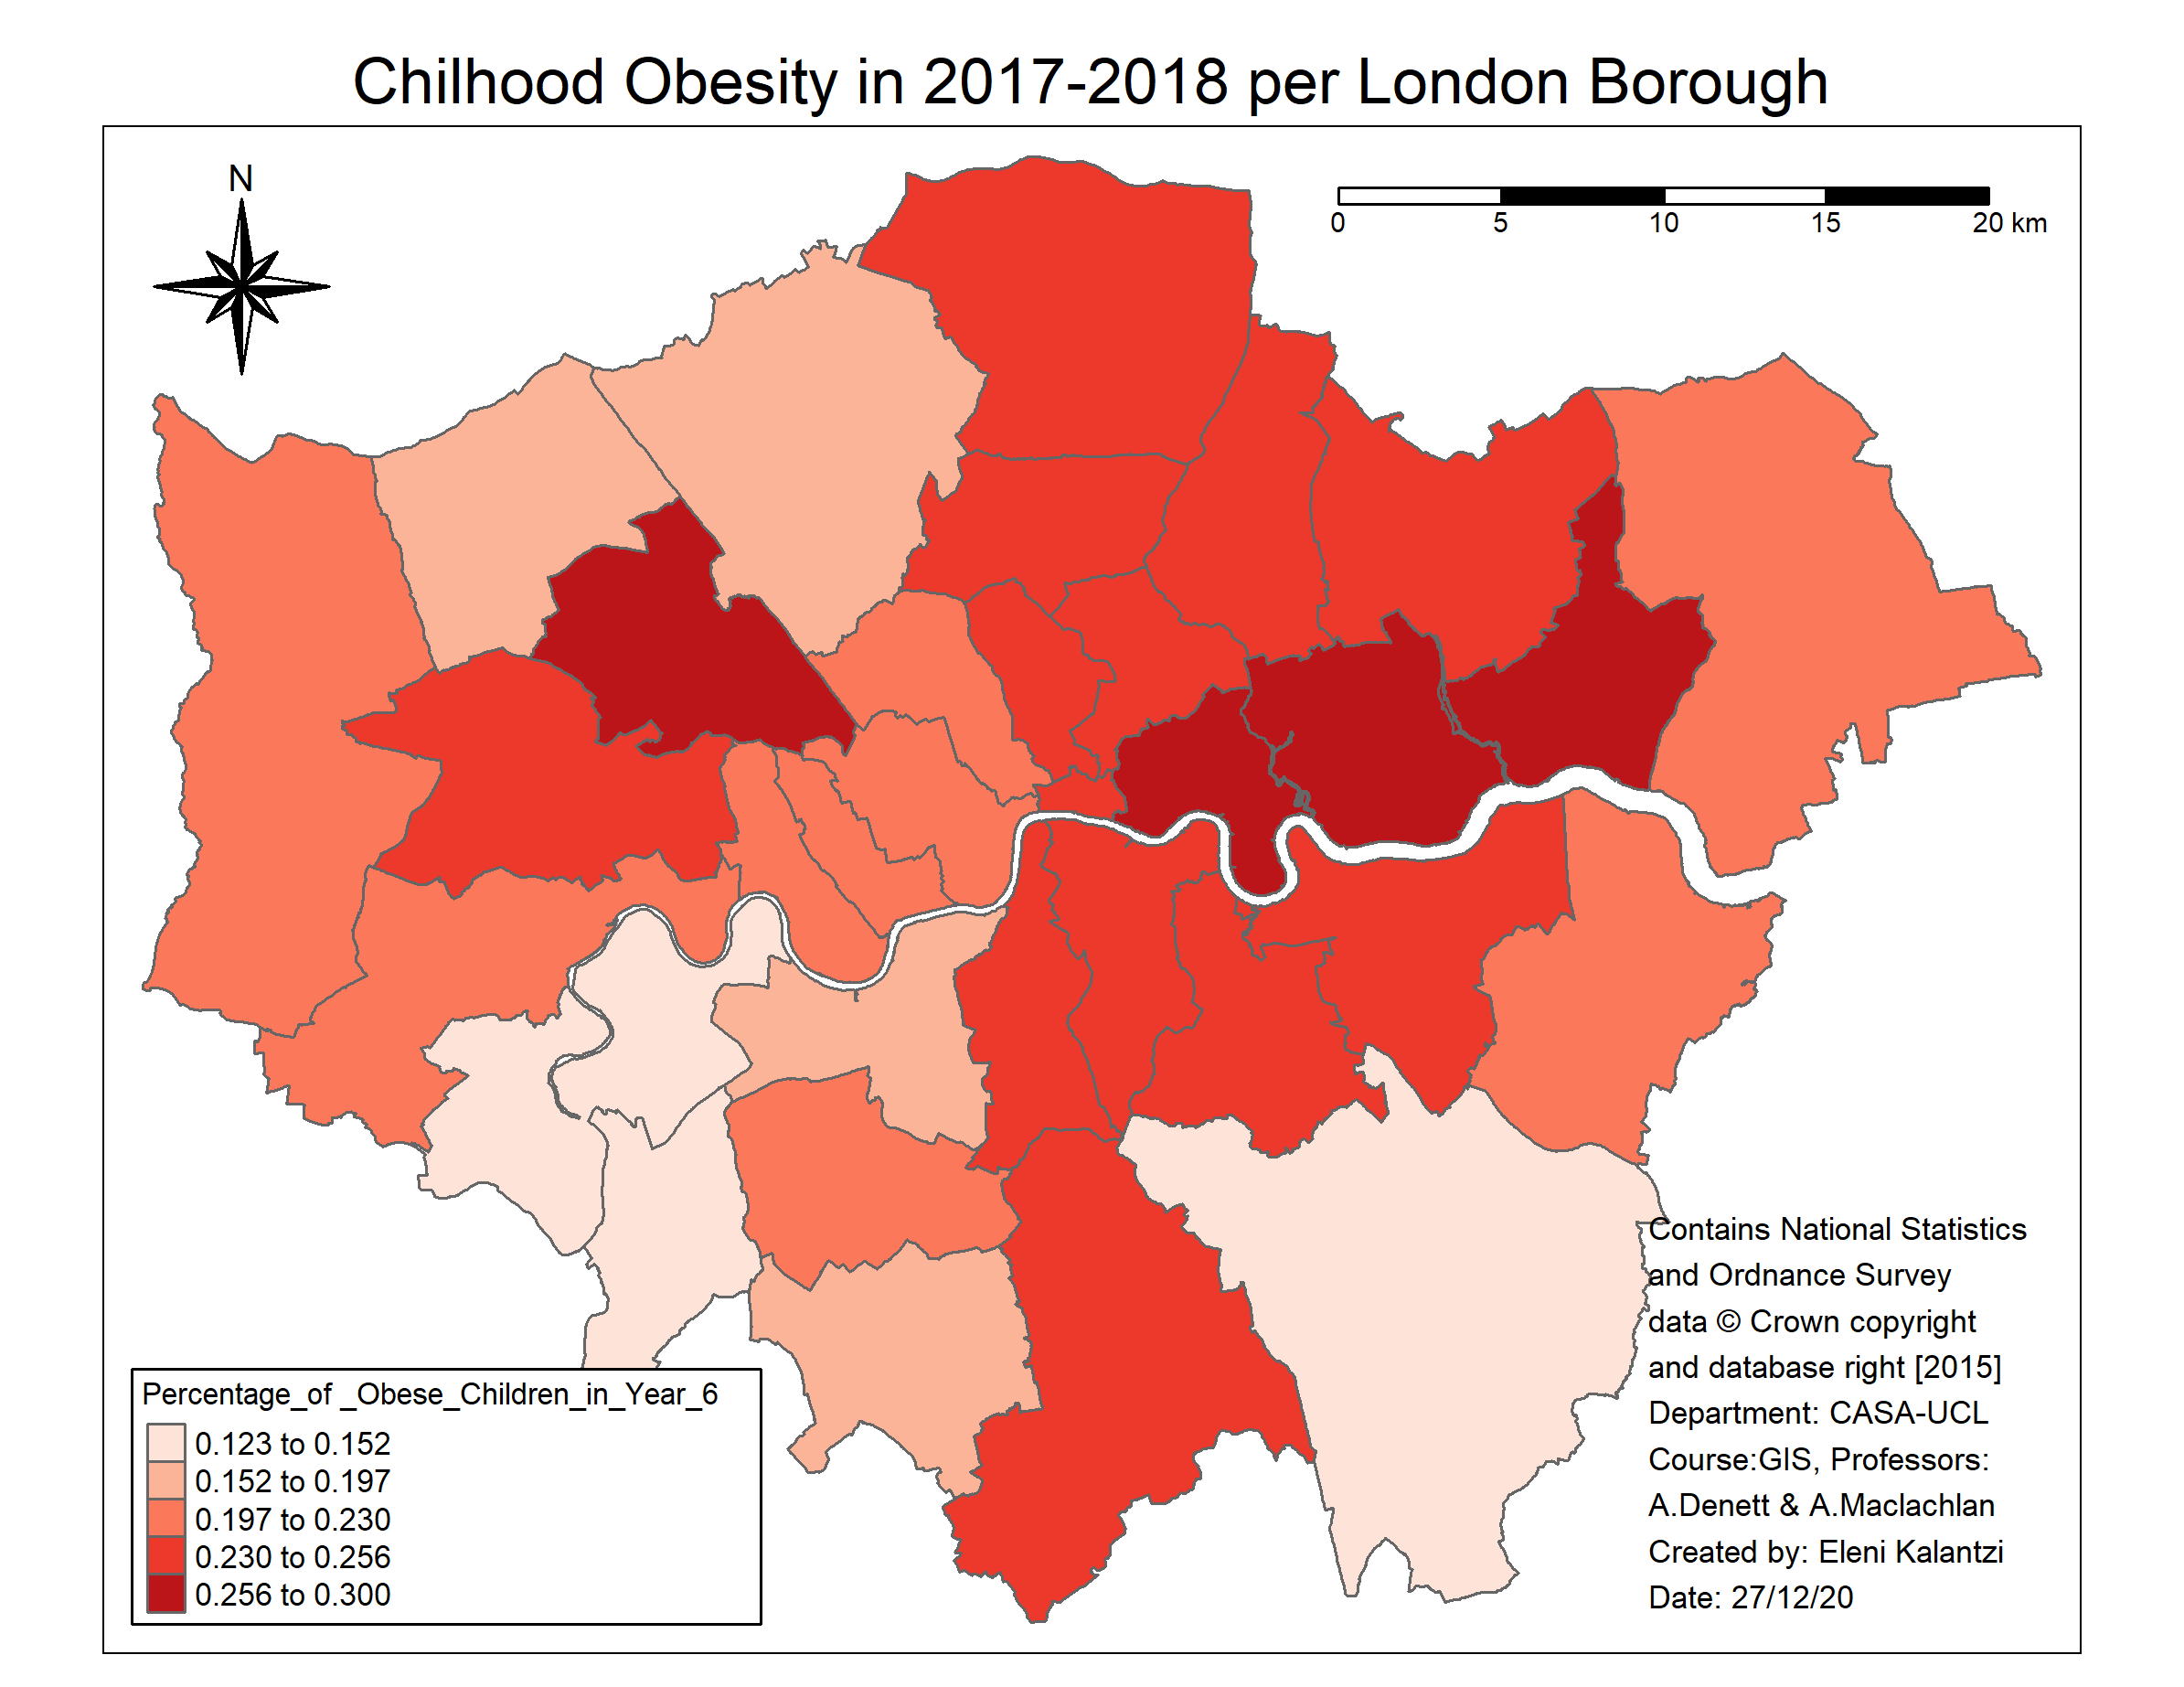 Chilhood Obesity in 2017-2018 per London Borough
N
0 5 10 15 20 km
Contains National Statistics
and Ordnance Survey
data © Crown copyright
and database right [2015]
Department: CASA-UCL
Course:GIS, Professors:
A.Denett & A.Maclachlan
Created by: Eleni Kalantzi
Date: 27/12/20
Percentage_of _Obese_Children_in_Year_6
0.123 to 0.152
0.152 to 0.197
0.197 to 0.230
0.230 to 0.256
0.256 to 0.300